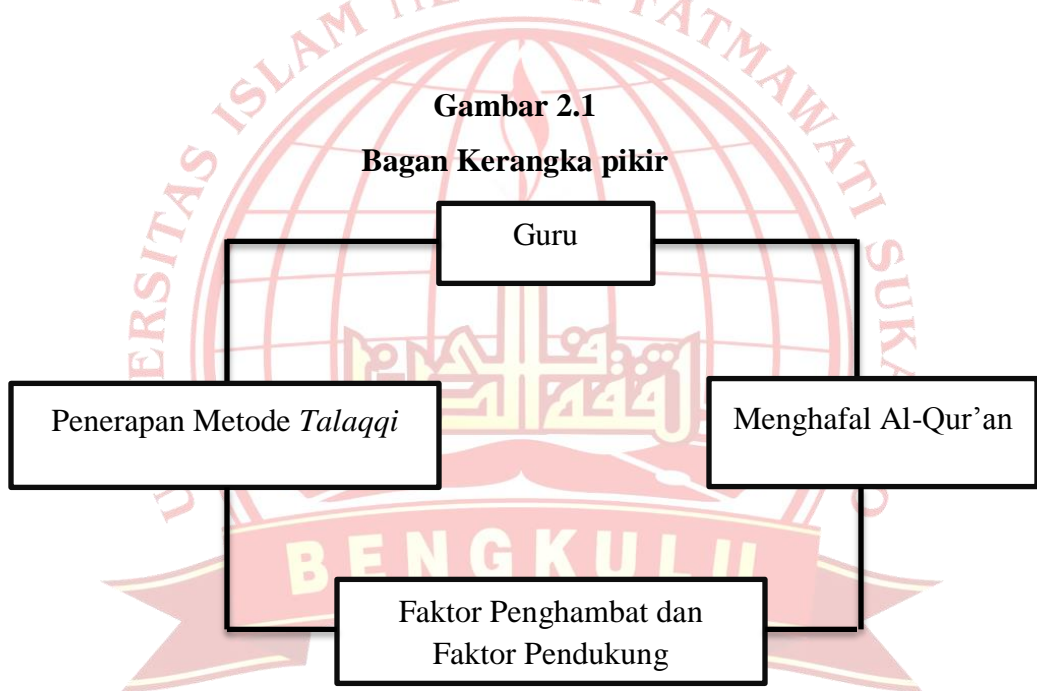 Gambar 2.1
Bagan Kerangka pikir
Guru
Penerapan Metode Talaqqi
Menghafal Al-Qur’an
Faktor Penghambat dan
Faktor Pendukung
BENGKULU